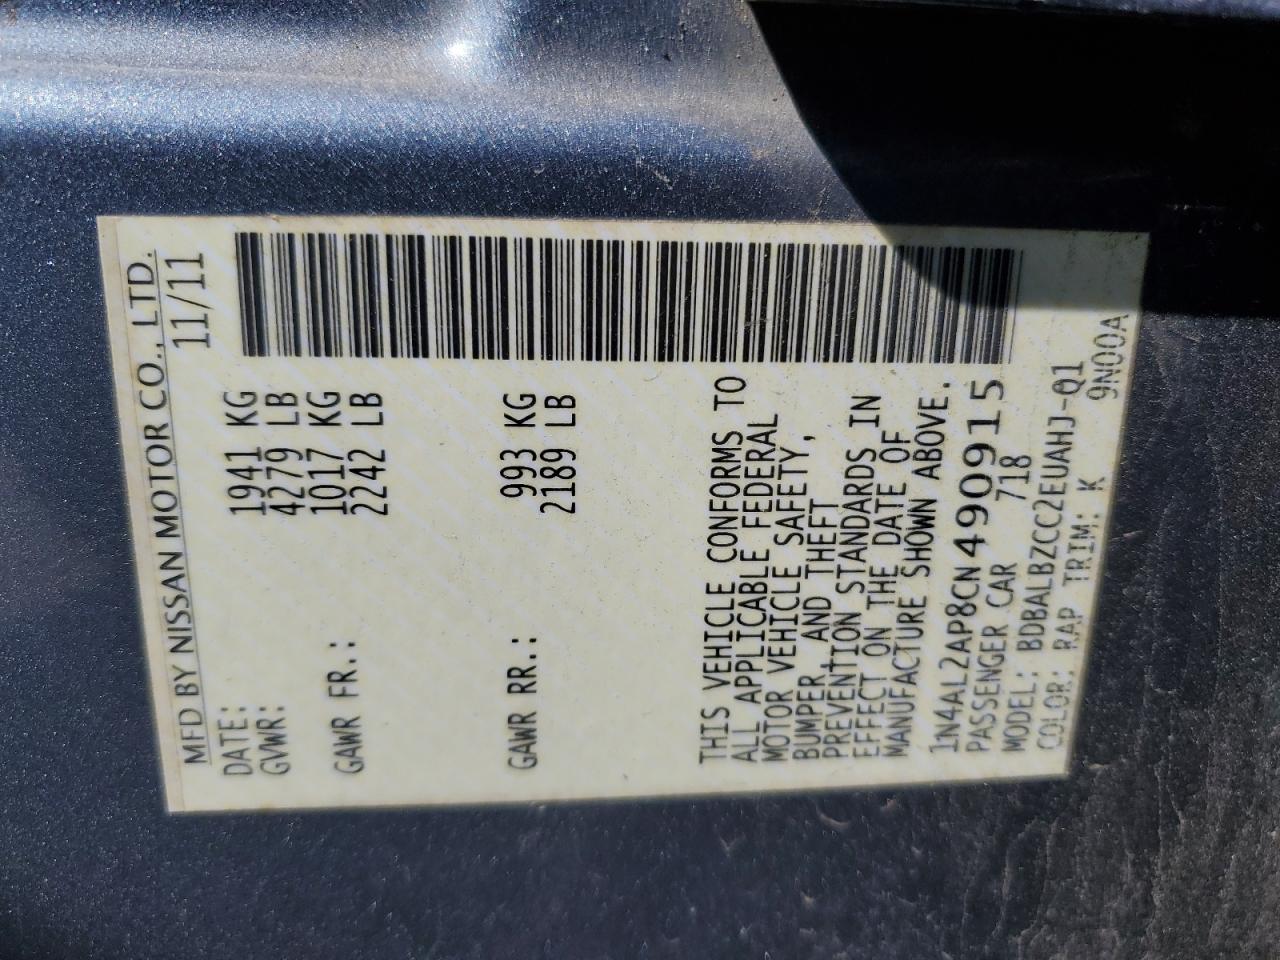 MFD BY NISSAN MOTOR CO., LTD.
DATE: 11/11
GVWR: 1941 KG
4279 LB
GAWR FR.: 1017 KG
2242 LB
GAWR RR.: 993 KG
2189 LB
THIS VEHICLE CONFORMS TO
ALL APPLICABLE FEDERAL
MOTOR VEHICLE SAFETY,
BUMPER, AND THEFT
PREVENTION STANDARDS IN
EFFECT ON THE DATE OF
MANUFACTURE SHOWN ABOVE.
1N4AL2AP8CN490915
PASSENGER CAR 718
MODEL: BDBALBZCC2EUAHJ-Q1
COLOR: RAP TRIM: K 9N00A